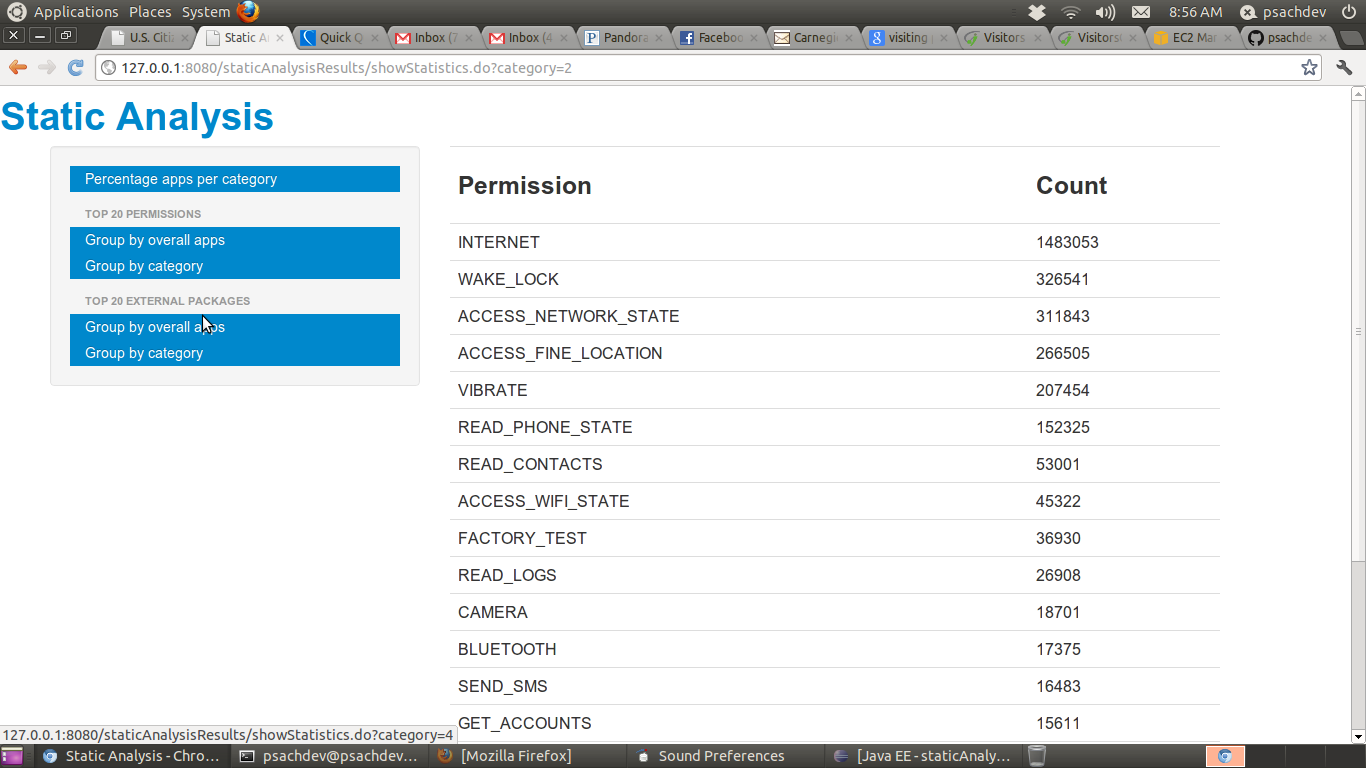 Applications Places System 8:56 AM psachdev
U.S. Citi Static A Quick Q Inbox (7 Inbox (4 Pandora Faceboo Carnegi visiting Visitors Visitors EC2 Mar psachde
127.0.0.1:8080/staticAnalysisResults/showStatistics.do?category=2
Static Analysis
Percentage apps per category
TOP 20 PERMISSIONS
Group by overall apps
Group by category
TOP 20 EXTERNAL PACKAGES
Group by overall apps
Group by category
Permission Count
INTERNET 1483053
WAKE_LOCK 326541
ACCESS_NETWORK_STATE 311843
ACCESS_FINE_LOCATION 266505
VIBRATE 207454
READ_PHONE_STATE 152325
READ_CONTACTS 53001
ACCESS_WIFI_STATE 45322
FACTORY_TEST 36930
READ_LOGS 26908
CAMERA 18701
BLUETOOTH 17375
SEND_SMS 16483
GET_ACCOUNTS 15611
127.0.0.1:8080/staticAnalysisResults/showStatistics.do?category=4
Static Analysis - Chro... psachdev@psachdev... [Mozilla Firefox] Sound Preferences [Java EE - staticAnaly...